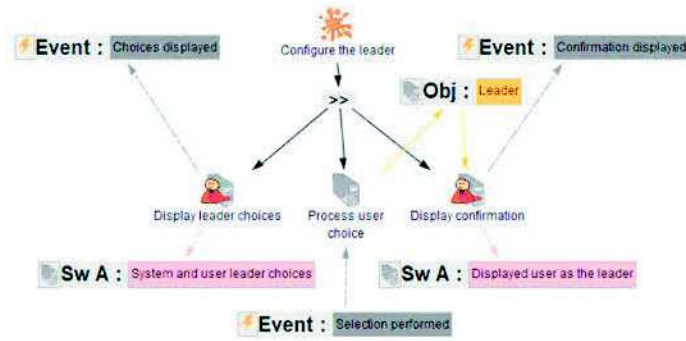 Event : Choices displayed
Configure the leader
Event : Confirmation displayed
>>
Obj : Leader
Display leader choices
Process user
choice
Display confirmation
Sw A : System and user leader choices
Sw A : Displayed user as the leader
Event : Selection performed